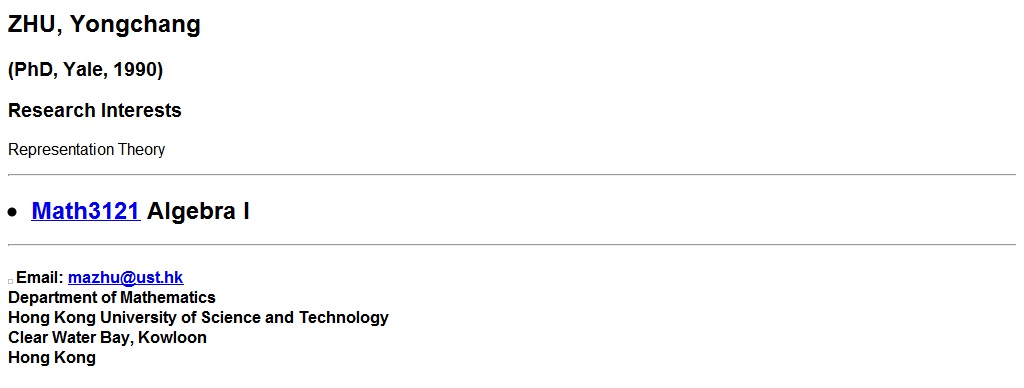 ZHU, Yongchang
(PhD, Yale, 1990)
Research Interests
Representation Theory
• Math3121 Algebra I
Email: mazhu@ust.hk
Department of Mathematics
Hong Kong University of Science and Technology
Clear Water Bay, Kowloon
Hong Kong